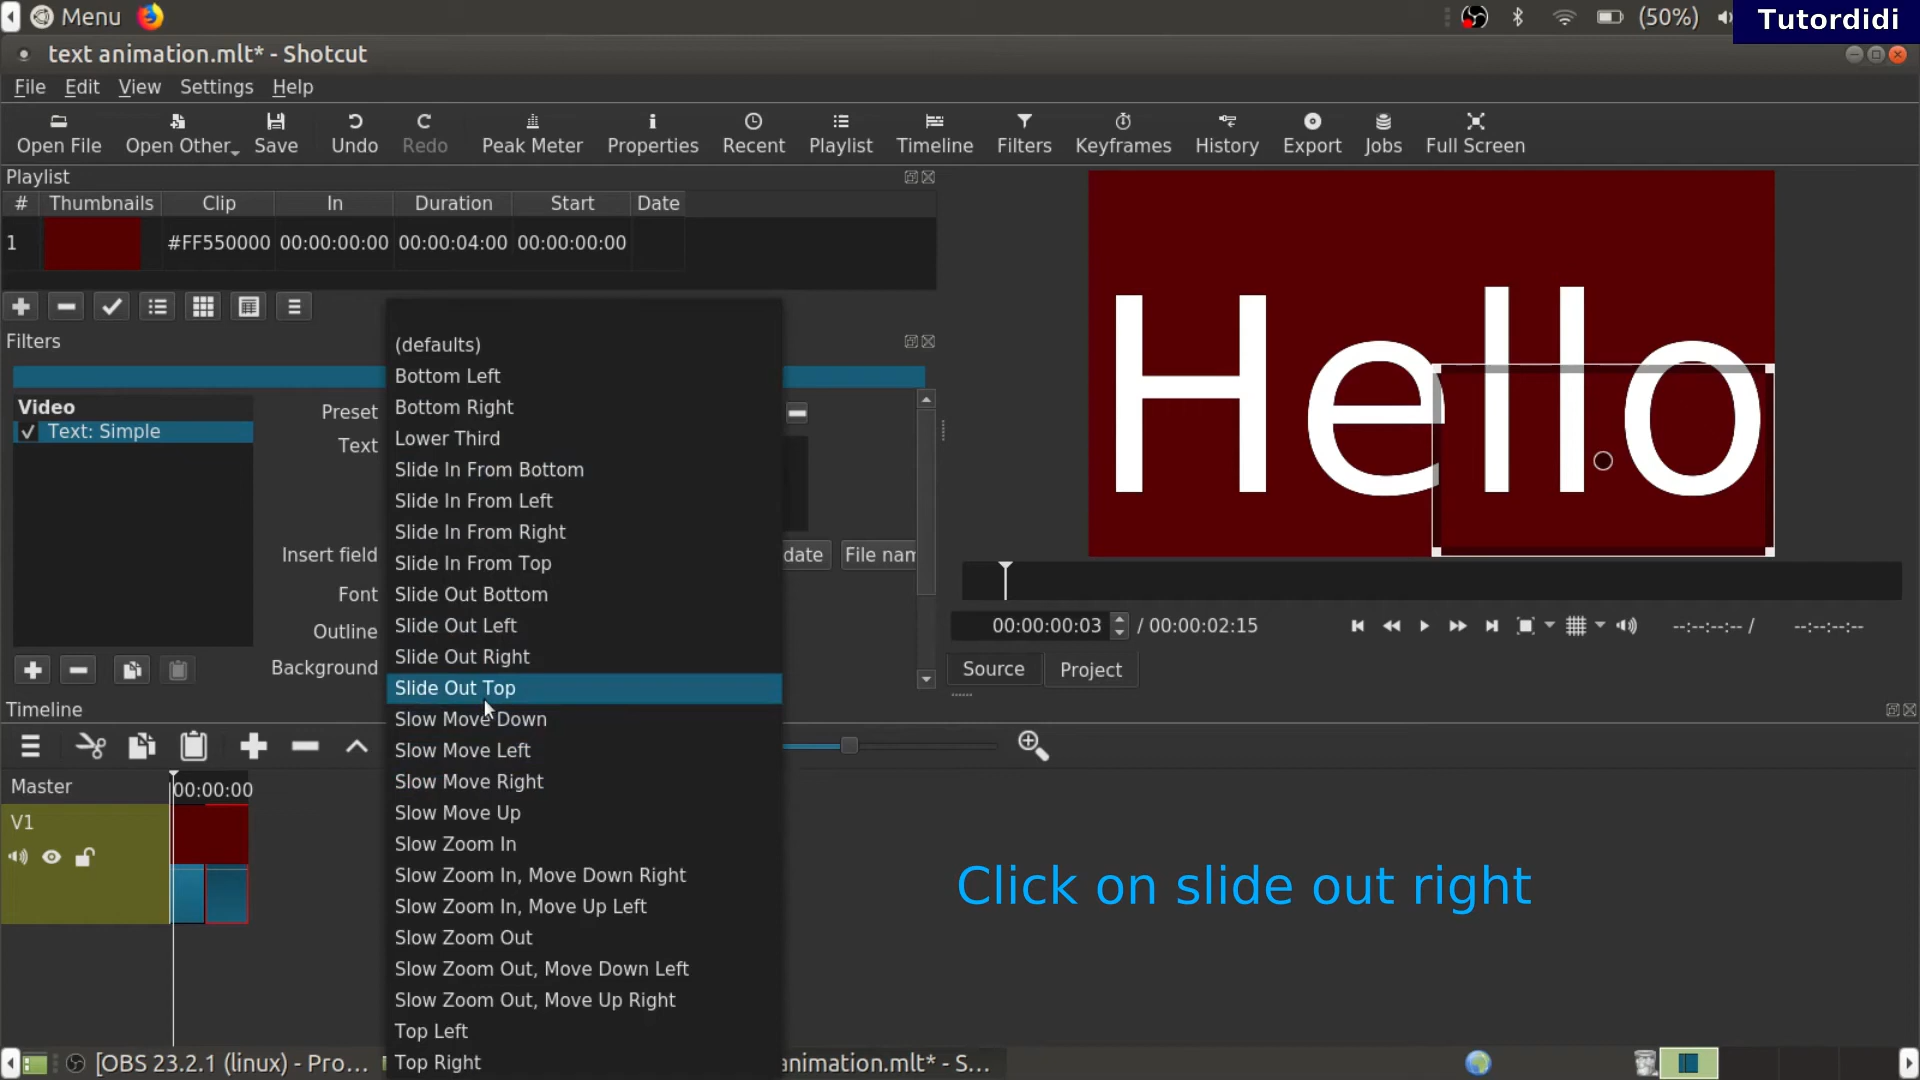 Menu
(50%)
Tutordidi
text animation.mlt* - Shotcut
File Edit View Settings Help
Open File Open Other Save Undo Redo Peak Meter Properties Recent Playlist Timeline Filters Keyframes History Export Jobs Full Screen
Playlist
# Thumbnails Clip In Duration Start Date
1 #FF550000 00:00:00:00 00:00:04:00 00:00:00:00
Filters
Video
Text: Simple
Preset
Text
Insert field
Font
Outline
Background
date
File nam
(defaults)
Bottom Left
Bottom Right
Lower Third
Slide In From Bottom
Slide In From Left
Slide In From Right
Slide In From Top
Slide Out Bottom
Slide Out Left
Slide Out Right
Slide Out Top
Slow Move Down
Slow Move Left
Slow Move Right
Slow Move Up
Slow Zoom In
Slow Zoom In, Move Down Right
Slow Zoom In, Move Up Left
Slow Zoom Out
Slow Zoom Out, Move Down Left
Slow Zoom Out, Move Up Right
Top Left
Top Right
Hello
00:00:00:03 / 00:00:02:15
--:--:--:-- / --:--:--:--
Source Project
Timeline
Master
00:00:00
V1
Click on slide out right
[OBS 23.2.1 (linux) - Pro...
animation.mlt* - S...